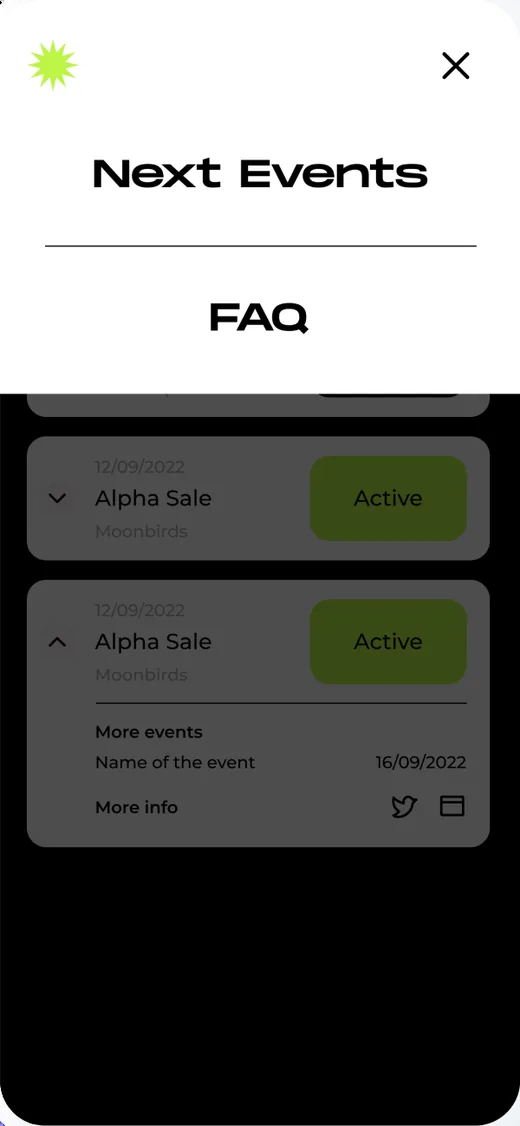 Next Events
FAQ
12/09/2022
Alpha Sale
Moonbirds
Active
12/09/2022
Alpha Sale
Moonbirds
Active
More events
Name of the event 16/09/2022
More info